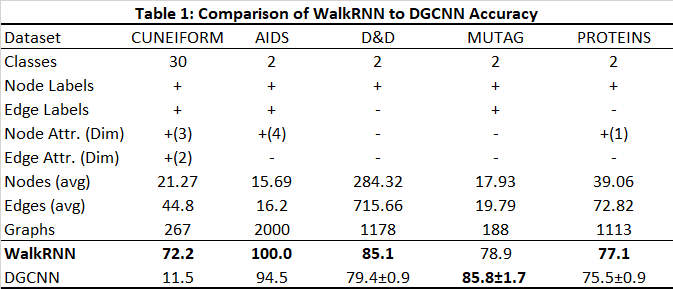 Table 1: Comparison of WalkRNN to DGCNN Accuracy
Dataset CUNEIFORM AIDS D&D MUTAG PROTEINS
Classes 30 2 2 2 2
Node Labels + + + + +
Edge Labels + + - + -
Node Attr. (Dim) +(3) +(4) - - +(1)
Edge Attr. (Dim) +(2) - - - -
Nodes (avg) 21.27 15.69 284.32 17.93 39.06
Edges (avg) 44.8 16.2 715.66 19.79 72.82
Graphs 267 2000 1178 188 1113
WalkRNN 72.2 100.0 85.1 78.9 77.1
DGCNN 11.5 94.5 79.4±0.9 85.8±1.7 75.5±0.9